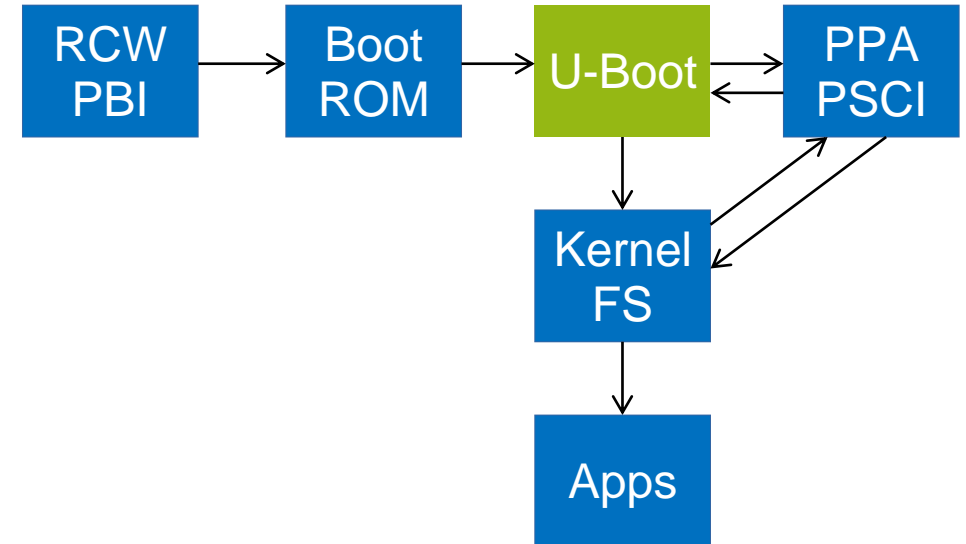 RCW
PBI
Boot
ROM
U-Boot
PPA
PSCI
Kernel
FS
Apps